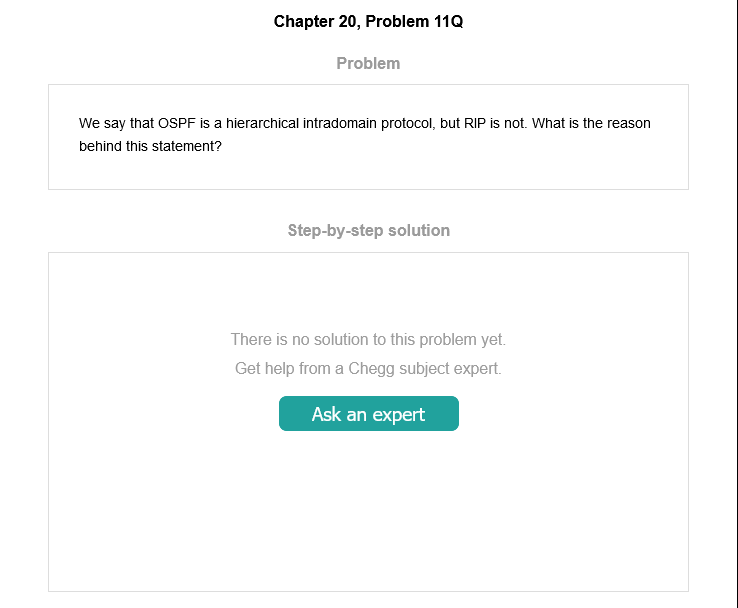 Chapter 20, Problem 11Q
Problem
We say that OSPF is a hierarchical intradomain protocol, but RIP is not. What is the reason
behind this statement?
Step-by-step solution
There is no solution to this problem yet.
Get help from a Chegg subject expert.
Ask an expert